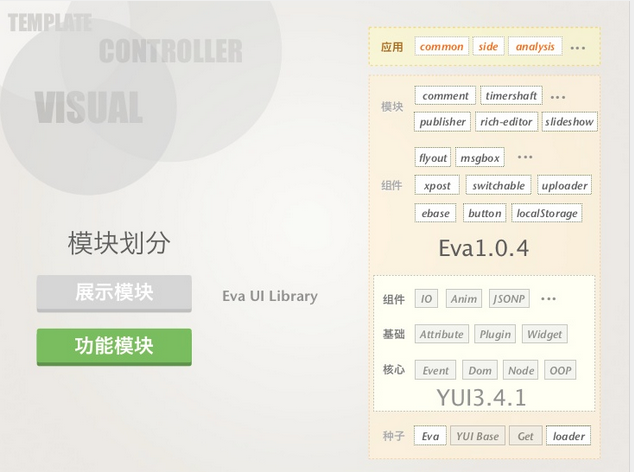 TEMPLATE
CONTROLLER
VISUAL
模块划分
展示模块
功能模块
Eva UI Library
应用 common side analysis ...
模块 comment timershaft ...
publisher rich-editor slideshow
flyout msgbox ...
组件 xpost switchable uploader
ebase button localStorage
Eva1.0.4
组件 IO Anim JSONP ...
基础 Attribute Plugin Widget
核心 Event Dom Node OOP
YUI3.4.1
种子 Eva YUI Base Get loader